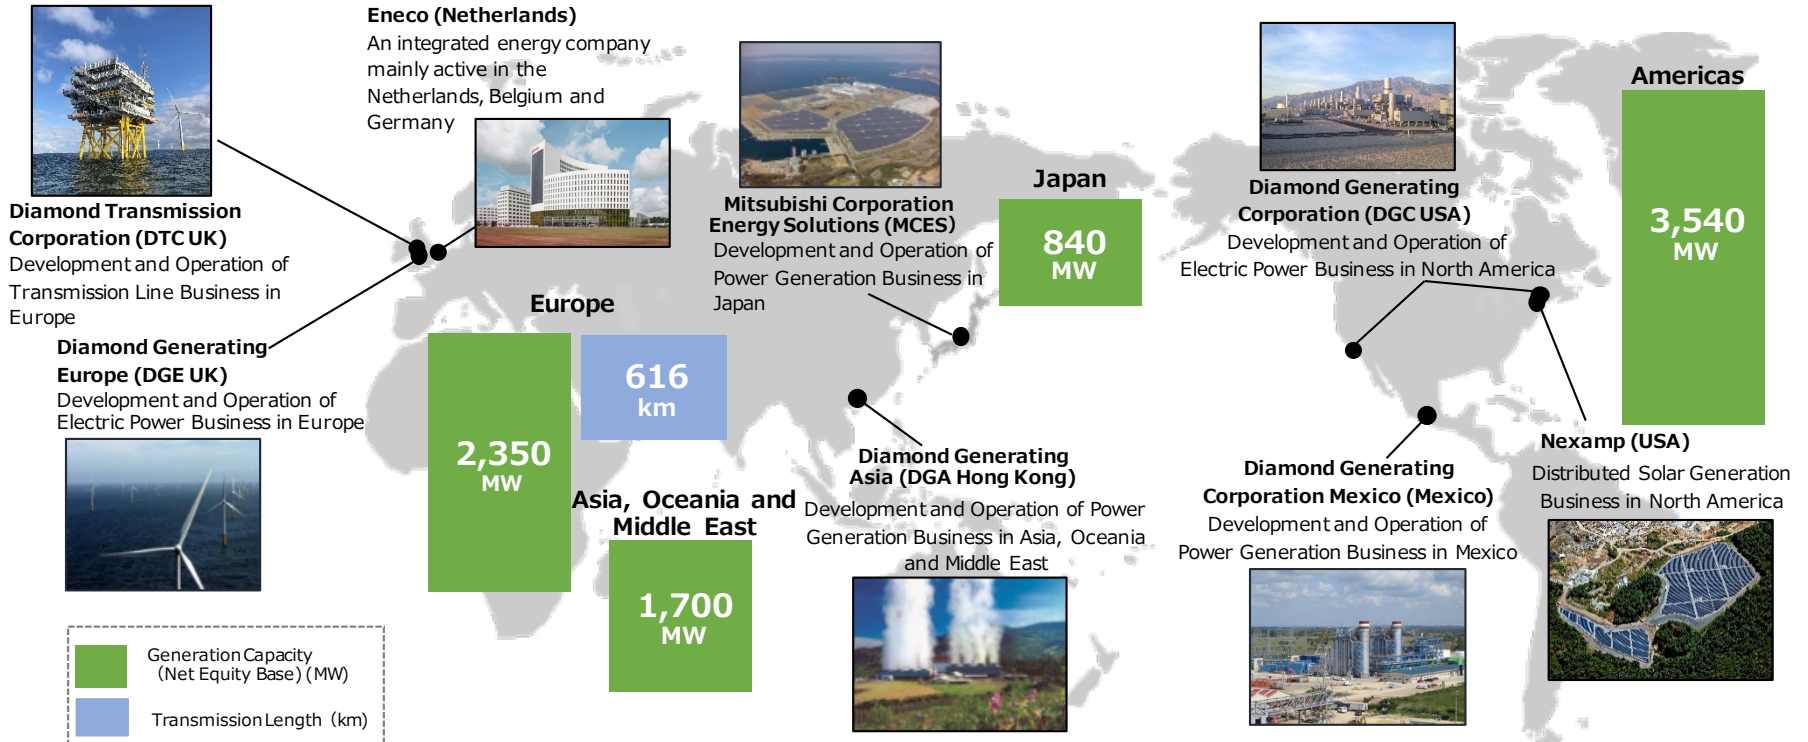 Eneco (Netherlands)
An integrated energy company
mainly active in the
Netherlands, Belgium and
Germany
Diamond Transmission
Corporation (DTC UK)
Development and Operation of
Transmission Line Business in
Europe
Diamond Generating
Europe (DGE UK)
Development and Operation of
Electric Power Business in Europe
Europe
2,350
MW
616
km
Mitsubishi Corporation
Energy Solutions (MCES)
Development and Operation of
Power Generation Business in
Japan
Japan
840
MW
Asia, Oceania and
Middle East
1,700
MW
Diamond Generating
Asia (DGA Hong Kong)
Development and Operation of Power
Generation Business in Asia, Oceania
and Middle East
Diamond Generating
Corporation (DGC USA)
Development and Operation of
Electric Power Business in North America
Americas
3,540
MW
Diamond Generating
Corporation Mexico (Mexico)
Development and Operation of
Power Generation Business in Mexico
Nexamp (USA)
Distributed Solar Generation
Business in North America
Generation Capacity
(Net Equity Base) (MW)
Transmission Length (km)